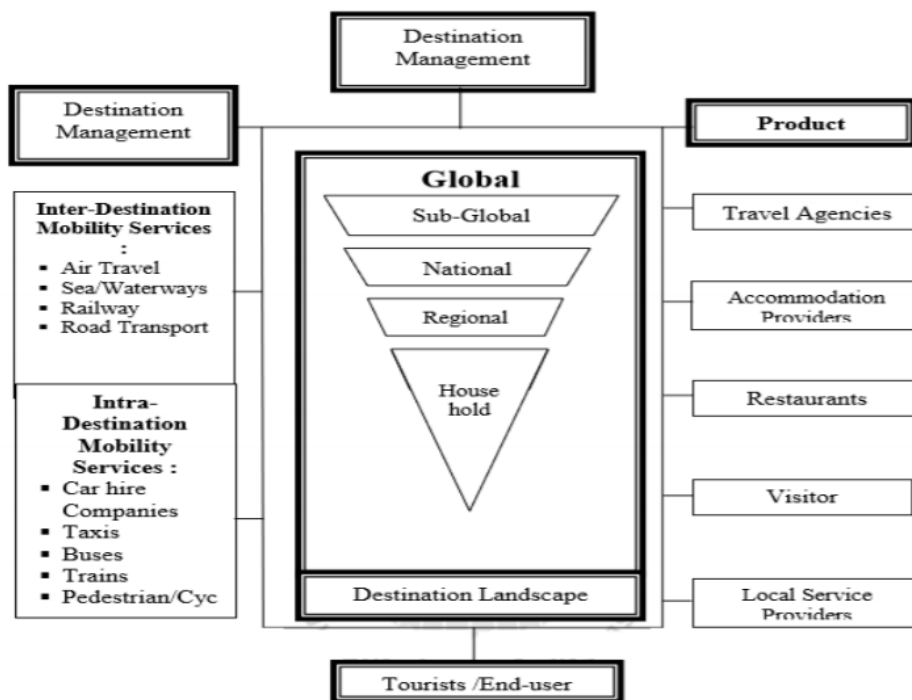 Destination
Management
Destination
Management
Product
Inter-Destination
Mobility Services
:
▪ Air Travel
▪ Sea/Waterways
▪ Railway
▪ Road Transport
Intra-
Destination
Mobility
Services :
▪ Car hire
Companies
▪ Taxis
▪ Buses
▪ Trains
▪ Pedestrian/Cyc
Global
Sub-Global
National
Regional
House
hold
Destination Landscape
Travel Agencies
Accommodation
Providers
Restaurants
Visitor
Local Service
Providers
Tourists /End-user